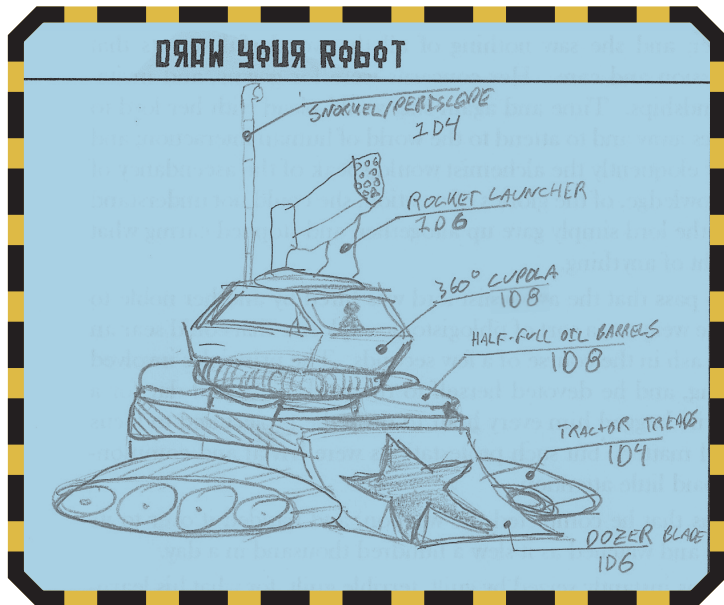 DRAW YOUR ROBOT
SNORKEL/PERISCOPE
1D4
ROCKET LAUNCHER
1D6
360° CUPOLA
1D8
HALF-FULL OIL BARRELS
1D8
TRACTOR TREADS
1D4
DOZER BLADE
1D6